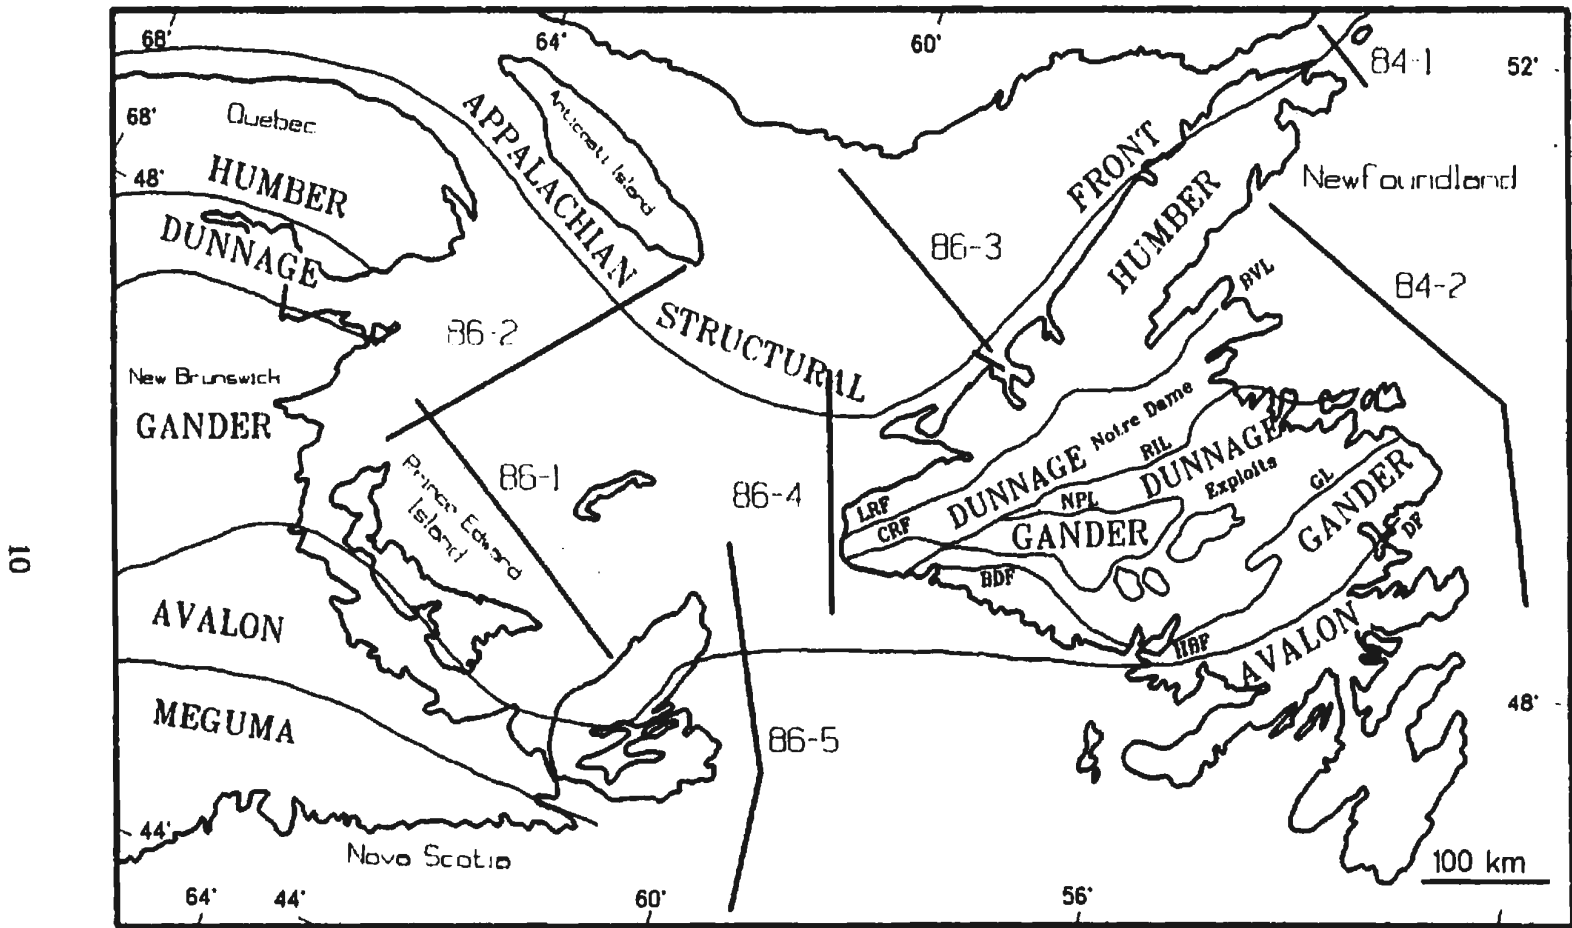 68'
64'
60'
84-1
52'
68'
Quebec
Anticosti Island
APPALACHIAN
FRONT
48'
HUMBER
Newfoundland
DUNNAGE
86-3
HUMBER
BVL
84-2
86-2
STRUCTURAL
New Brunswick
GANDER
Notre Dame
Prince Edward
Island
86-1
86-4
DUNNAGE
RIL
DUNNAGE
Exploits
GL
GANDER
LRF
NPL
CRF
GANDER
DF
BDF
10
AVALON
HBF
AVALON
MEGUMA
86-5
48'
44'
Nova Scotia
100 km
64'
44'
60'
56'